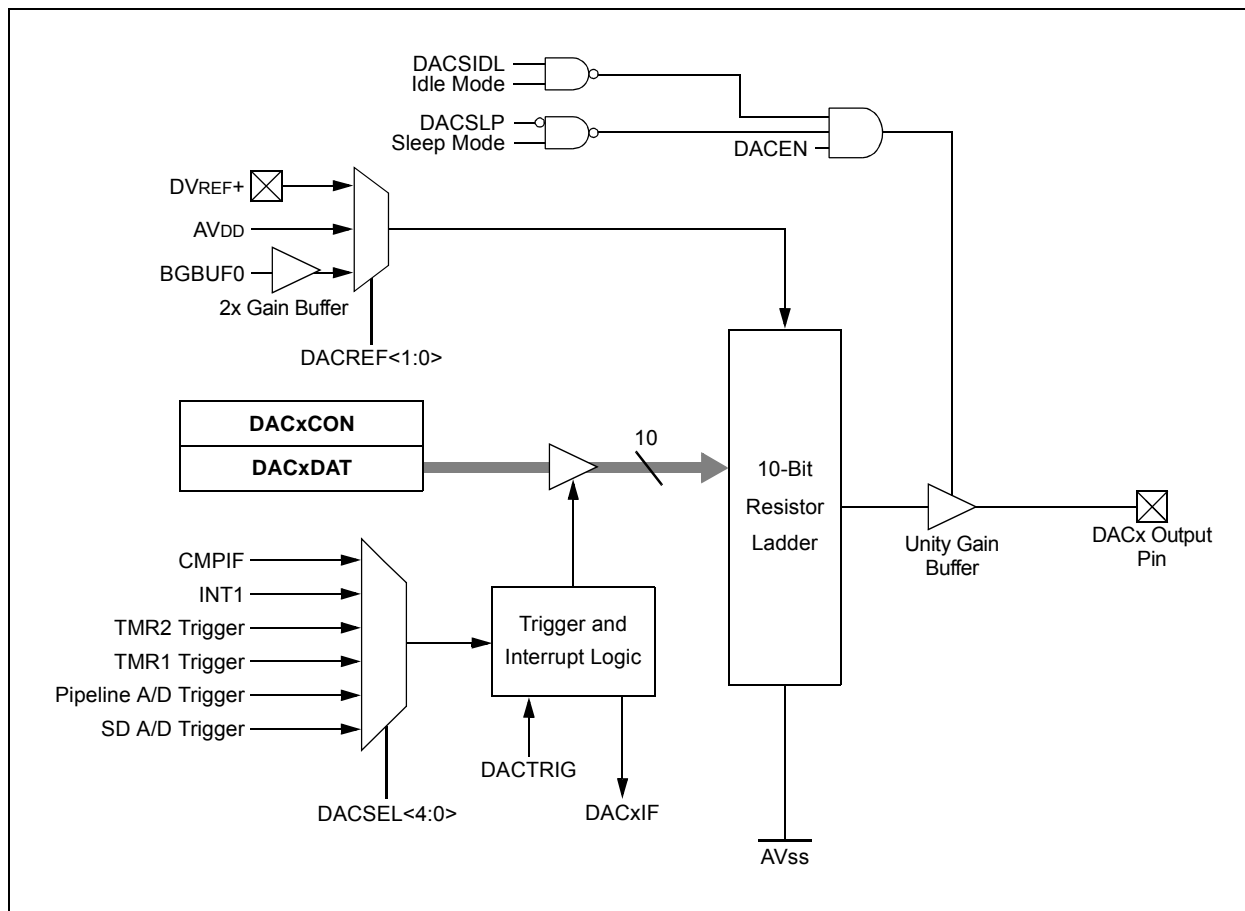 DACSIDL
Idle Mode
DACSLP
Sleep Mode
DACEN
DVREF+
AVDD
BGBUF0
2x Gain Buffer
DACREF<1:0>
DACxCON
DACxDAT
10
10-Bit
Resistor
Ladder
Unity Gain
Buffer
DACx Output
Pin
CMPIF
INT1
TMR2 Trigger
TMR1 Trigger
Pipeline A/D Trigger
SD A/D Trigger
Trigger and
Interrupt Logic
DACTRIG
DACSEL<4:0>
DACxIF
AVss